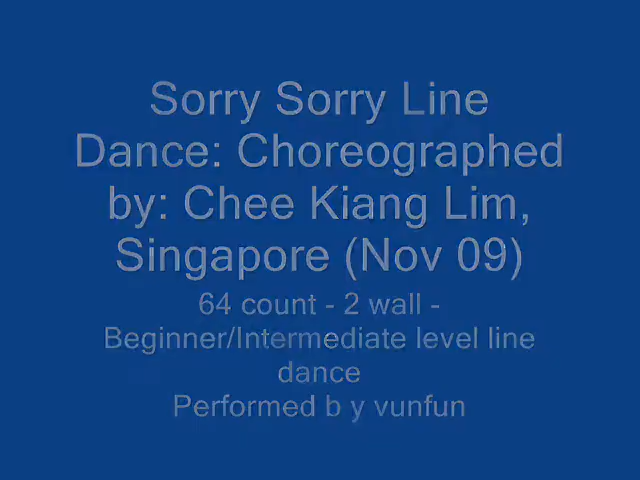 Sorry Sorry Line
Dance: Choreographed
by: Chee Kiang Lim,
Singapore (Nov 09)
64 count - 2 wall -
Beginner/Intermediate level line
dance
Performed b y vunfun